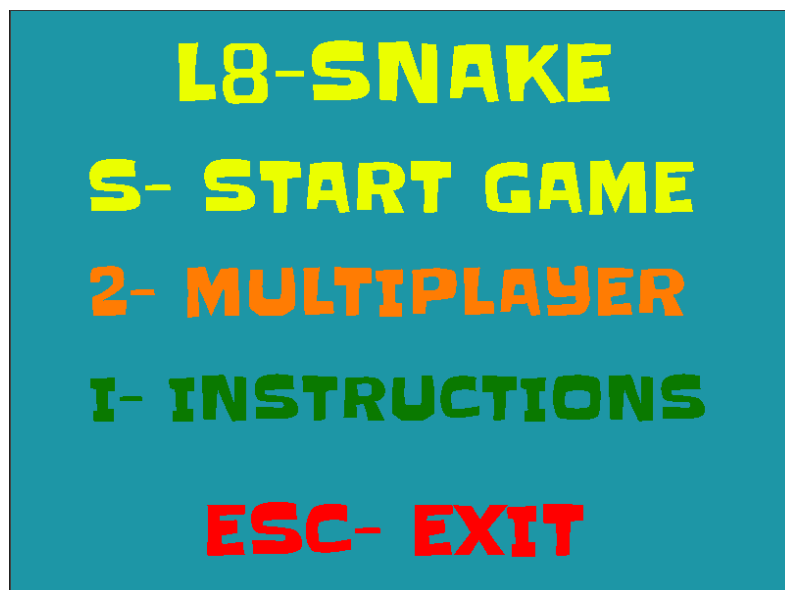 L8-SNAKE
S- START GAME
2- MULTIPLAYER
I- INSTRUCTIONS
ESC- EXIT